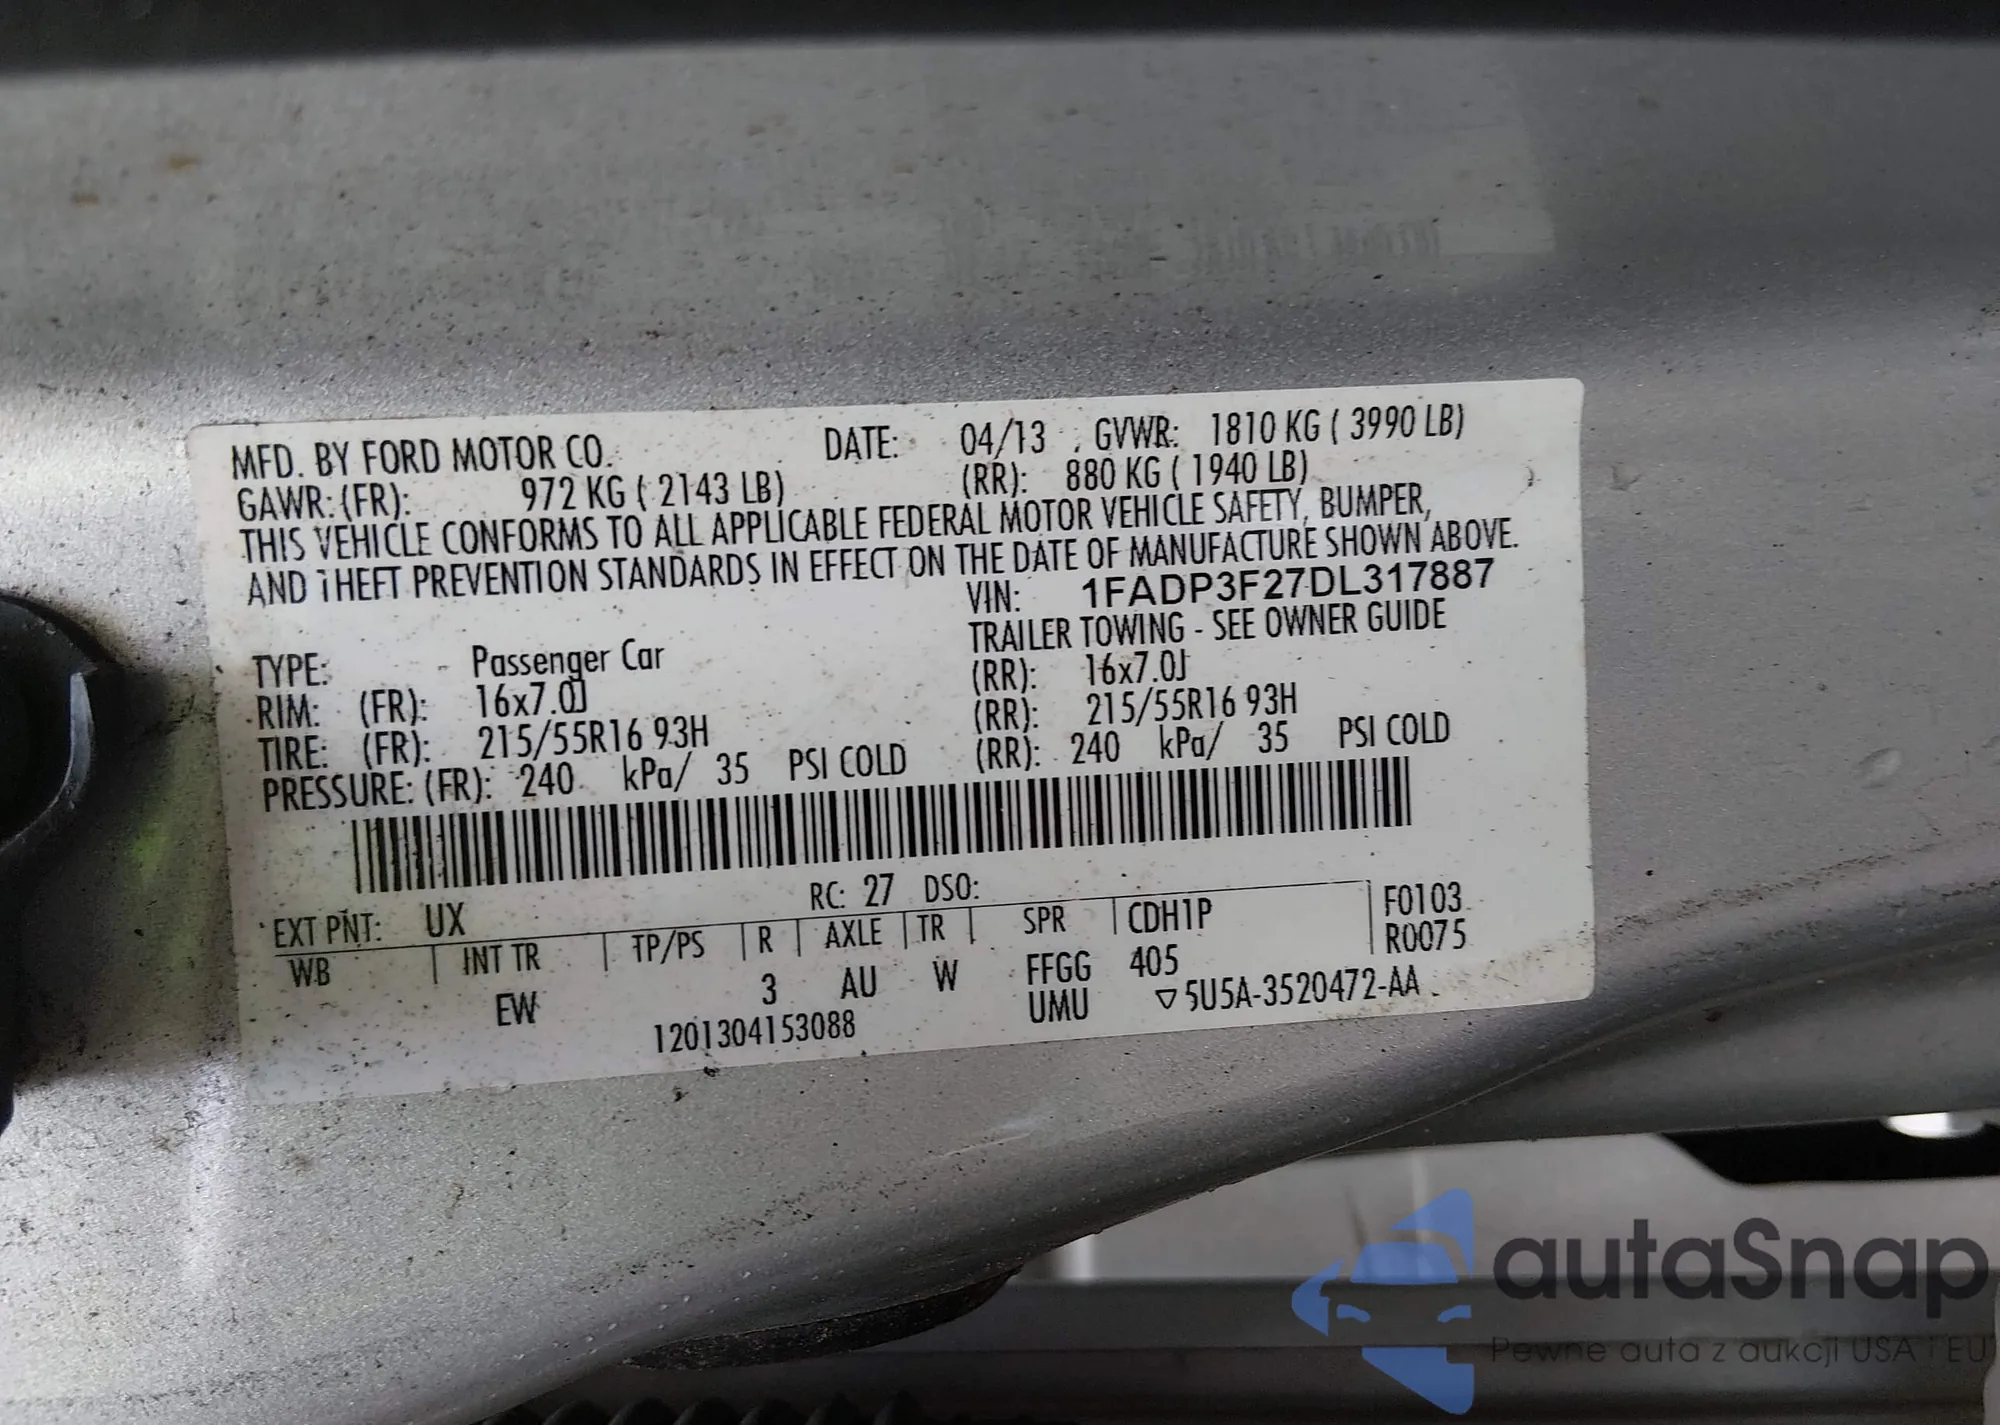 MFD. BY FORD MOTOR CO. DATE: 04/13 GVWR: 1810 KG ( 3990 LB)
GAWR: (FR): 972 KG ( 2143 LB) (RR): 880 KG ( 1940 LB)
THIS VEHICLE CONFORMS TO ALL APPLICABLE FEDERAL MOTOR VEHICLE SAFETY, BUMPER,
AND THEFT PREVENTION STANDARDS IN EFFECT ON THE DATE OF MANUFACTURE SHOWN ABOVE.
VIN: 1FADP3F27DL317887
TRAILER TOWING - SEE OWNER GUIDE
TYPE: Passenger Car
RIM: (FR): 16x7.0J (RR): 16x7.0J
TIRE: (FR): 215/55R16 93H (RR): 215/55R16 93H
PRESSURE: (FR): 240 kPa/ 35 PSI COLD (RR): 240 kPa/ 35 PSI COLD
RC: 27 DSO:
EXT PNT: UX F0103
WB INT TR TP/PS R AXLE TR SPR CDH1P R0075
EW 3 AU W FFGG 405
1201304153088 UMU ▽ 5U5A-3520472-AA
autaSnap
Pewne auta z aukcji USA i EU